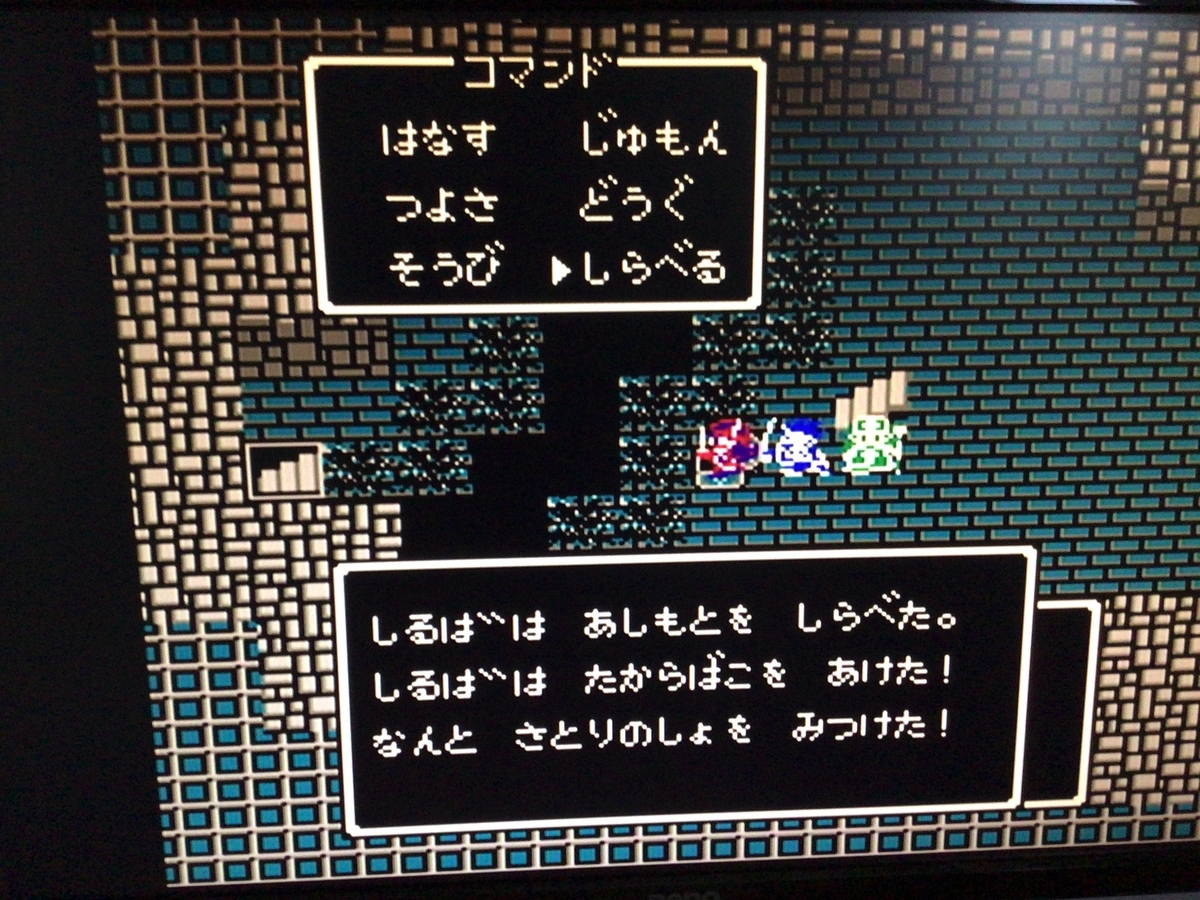 コマンド
はなす じゅもん
つよさ どうぐ
そうび ▶しらべる
しるば゛は あしもとを しらべた。
しるば゛は たからばこを あけた!
なんと さとりのしょを みつけた!